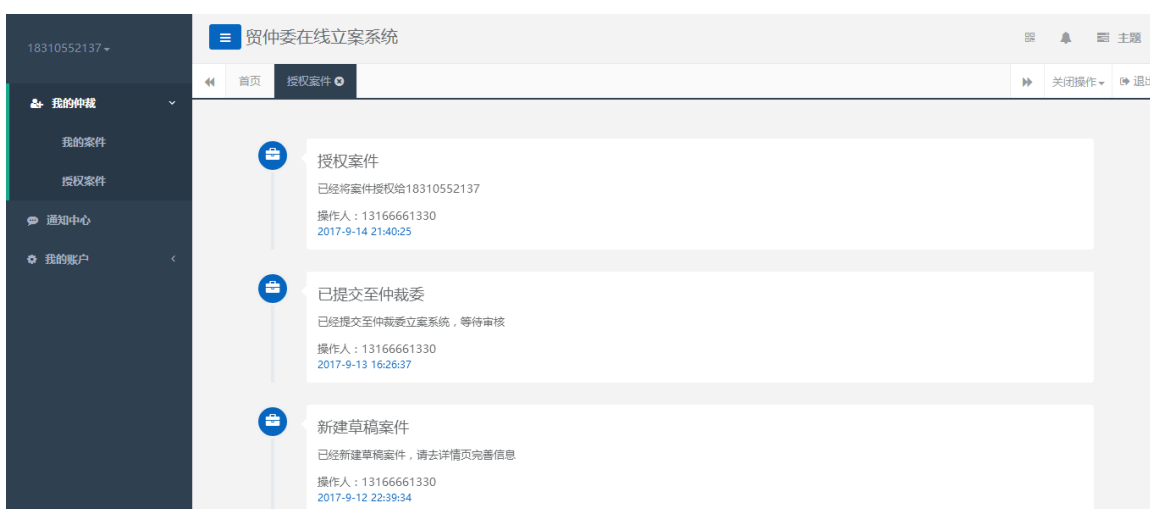 18310552137
贸仲委在线立案系统
主题
首页
授权案件
关闭操作
退出
我的仲裁
我的案件
授权案件
通知中心
我的账户
授权案件
已经将案件授权给18310552137
操作人：13166661330
2017-9-14 21:40:25
已提交至仲裁委
已经提交至仲裁委立案系统，等待审核
操作人：13166661330
2017-9-13 16:26:37
新建草稿案件
已经新建草稿案件，请去详情页完善信息
操作人：13166661330
2017-9-12 22:39:34